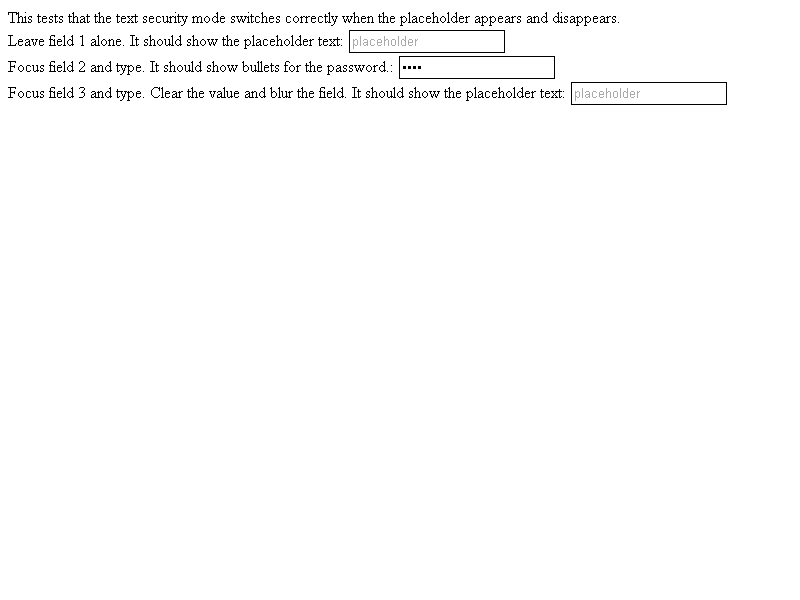 This tests that the text security mode switches correctly when the placeholder appears and disappears.
Leave field 1 alone. It should show the placeholder text: placeholder
Focus field 2 and type. It should show bullets for the password.: ••••
Focus field 3 and type. Clear the value and blur the field. It should show the placeholder text: placeholder